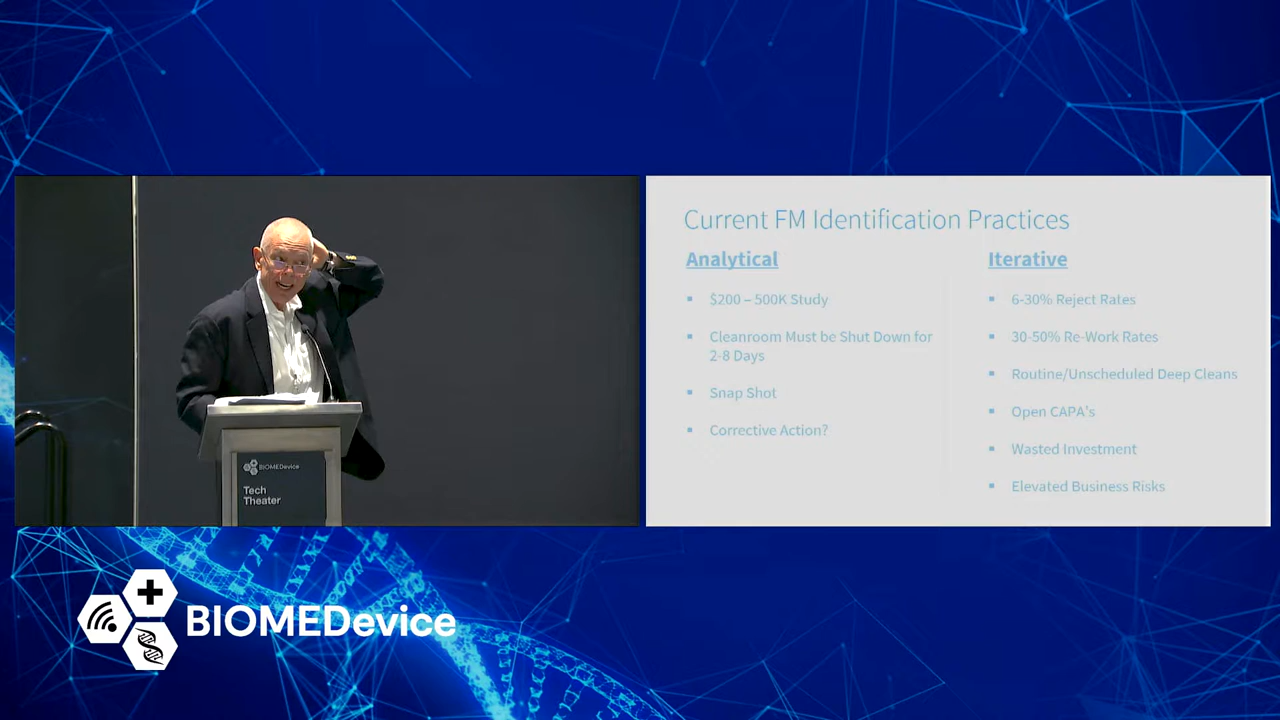 Current FM Identification Practices
Analytical
▪ $200 – 500K Study
▪ Cleanroom Must be Shut Down for
2-8 Days
▪ Snap Shot
▪ Corrective Action?
Iterative
▪ 6-30% Reject Rates
▪ 30-50% Re-Work Rates
▪ Routine/Unscheduled Deep Cleans
▪ Open CAPA's
▪ Wasted Investment
▪ Elevated Business Risks
BIOMEDevice
Tech
Theater
BIOMEDevice